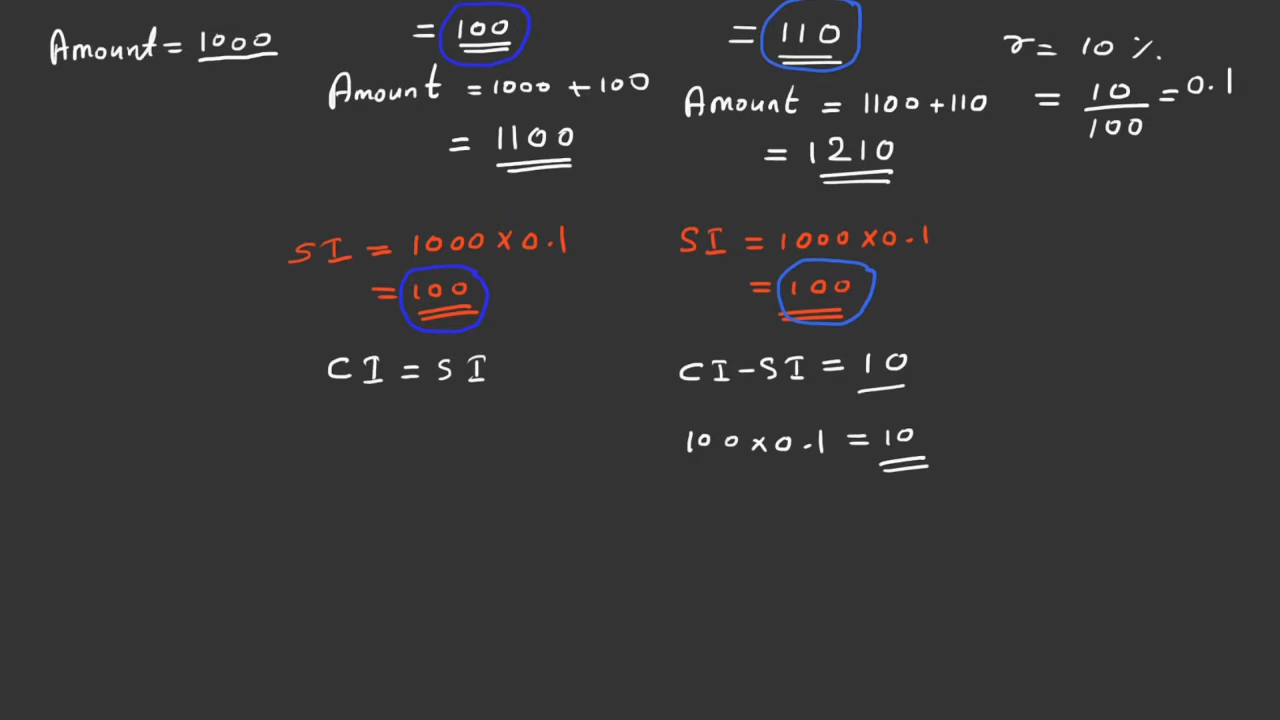 Amount = 1000
= 100
Amount = 1000 + 100
= 1100
SI = 1000 x 0.1
= 100
CI = SI
= 110
Amount = 1100 + 110
= 1210
SI = 1000 x 0.1
= 100
CI - SI = 10
100 x 0.1 = 10
r = 10 %.
= 10/100 = 0.1